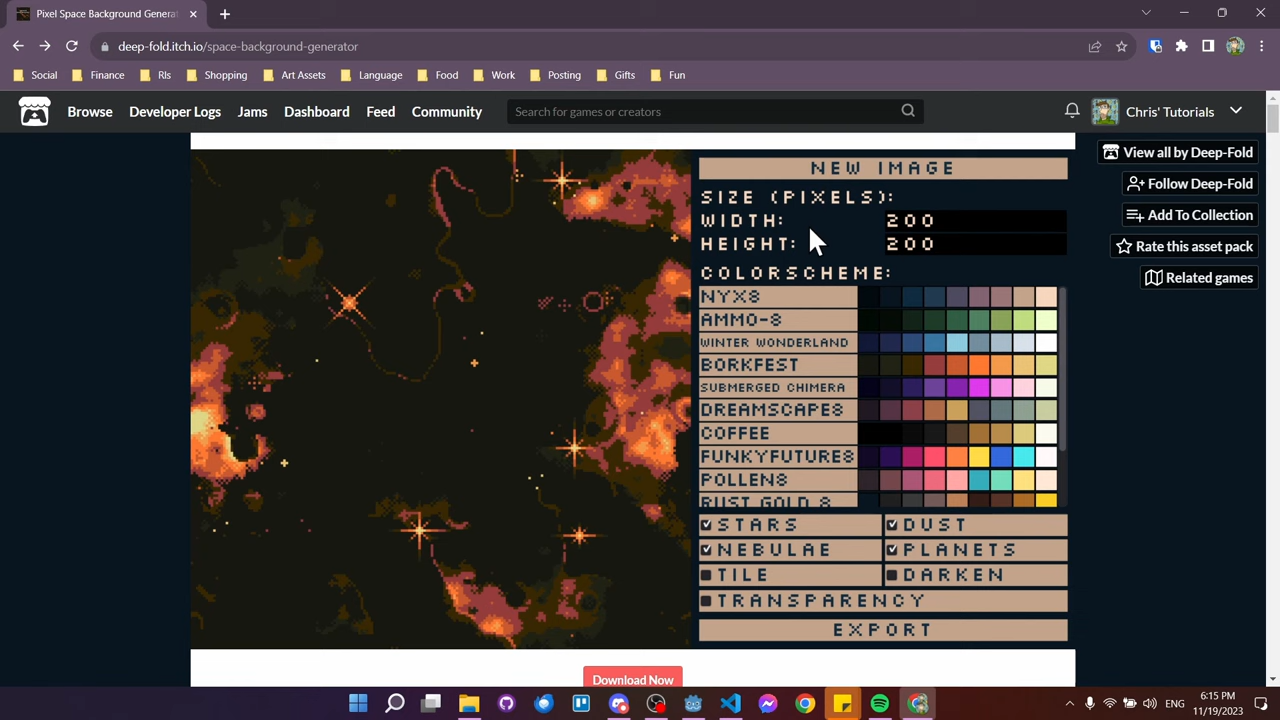 Pixel Space Background Generat
deep-fold.itch.io/space-background-generator
Social Finance Rls Shopping Art Assets Language Food Work Posting Gifts Fun
Browse Developer Logs Jams Dashboard Feed Community Search for games or creators Chris' Tutorials
View all by Deep-Fold
Follow Deep-Fold
Add To Collection
Rate this asset pack
Related games
NEW IMAGE
SIZE (PIXELS):
WIDTH: 200
HEIGHT: 200
COLORSCHEME:
NYX8
AMMO-8
WINTER WONDERLAND
BORKFEST
SUBMERGED CHIMERA
DREAMSCAPE8
COFFEE
FUNKYFUTURE8
POLLEN8
RUST GOLD 8
STARS DUST
NEBULAE PLANETS
TILE DARKEN
TRANSPARENCY
EXPORT
Download Now
ENG 6:15 PM
11/19/2023